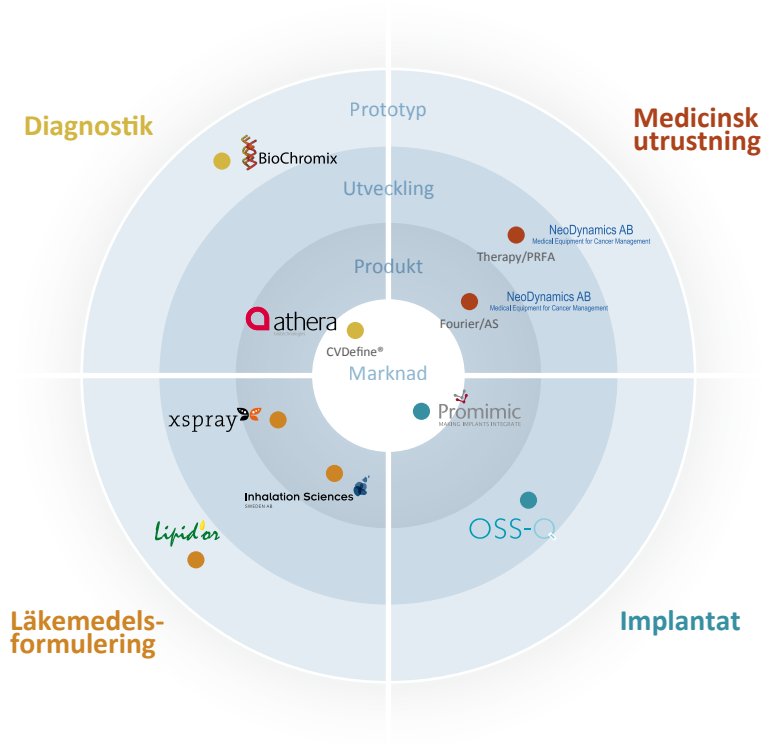 Prototyp
Diagnostik
Medicinsk
utrustning
BioChromix
Utveckling
NeoDynamics AB
Medical Equipment for Cancer Management
Therapy/PRFA
Produkt
NeoDynamics AB
Medical Equipment for Cancer Management
athera
Fourier/AS
CVDefine®
Marknad
xspray
Promimic
MAKING IMPLANTS INTEGRATE
Inhalation Sciences
SWEDEN AB
Lipid'or
OSS-Q
Läkemedels-
formulering
Implantat